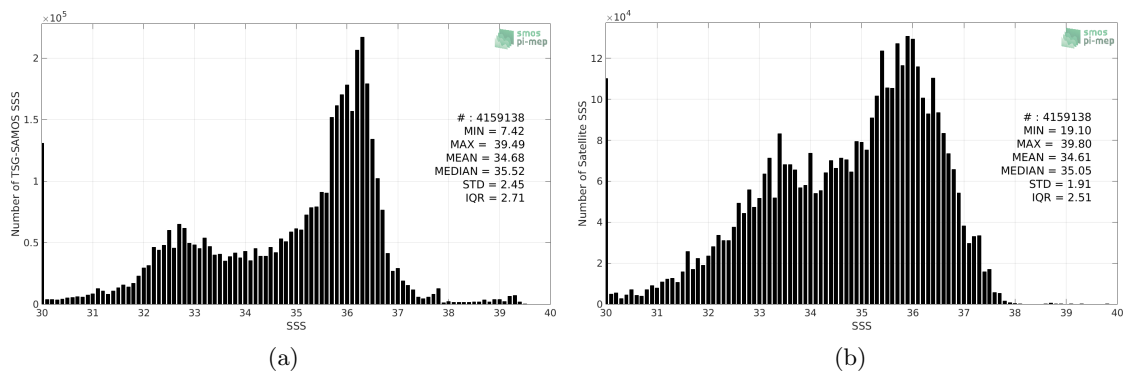 ×10⁵
2
1.5
1
0.5
0
Number of TSG-SAMOS SSS
30 31 32 33 34 35 36 37 38 39 40
SSS
smos
pi-mep
# : 4159138
MIN = 7.42
MAX = 39.49
MEAN = 34.68
MEDIAN = 35.52
STD = 2.45
IQR = 2.71
(a)
×10⁴
12
10
8
6
4
2
0
Number of Satellite SSS
30 31 32 33 34 35 36 37 38 39 40
SSS
smos
pi-mep
# : 4159138
MIN = 19.10
MAX = 39.80
MEAN = 34.61
MEDIAN = 35.05
STD = 1.91
IQR = 2.51
(b)